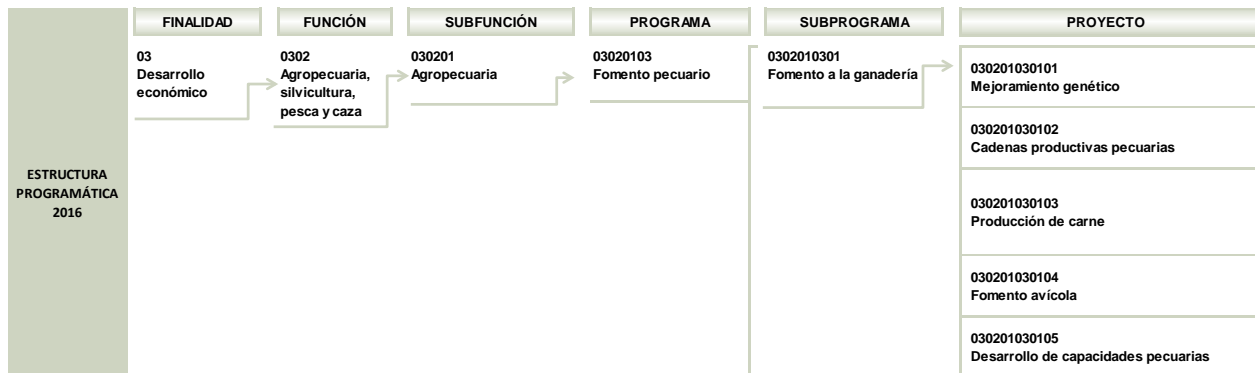 FINALIDAD
FUNCIÓN
SUBFUNCIÓN
PROGRAMA
SUBPROGRAMA
PROYECTO
ESTRUCTURA
PROGRAMÁTICA
2016
03
Desarrollo
económico
0302
Agropecuaria,
silvicultura,
pesca y caza
030201
Agropecuaria
03020103
Fomento pecuario
0302010301
Fomento a la ganadería
030201030101
Mejoramiento genético
030201030102
Cadenas productivas pecuarias
030201030103
Producción de carne
030201030104
Fomento avícola
030201030105
Desarrollo de capacidades pecuarias